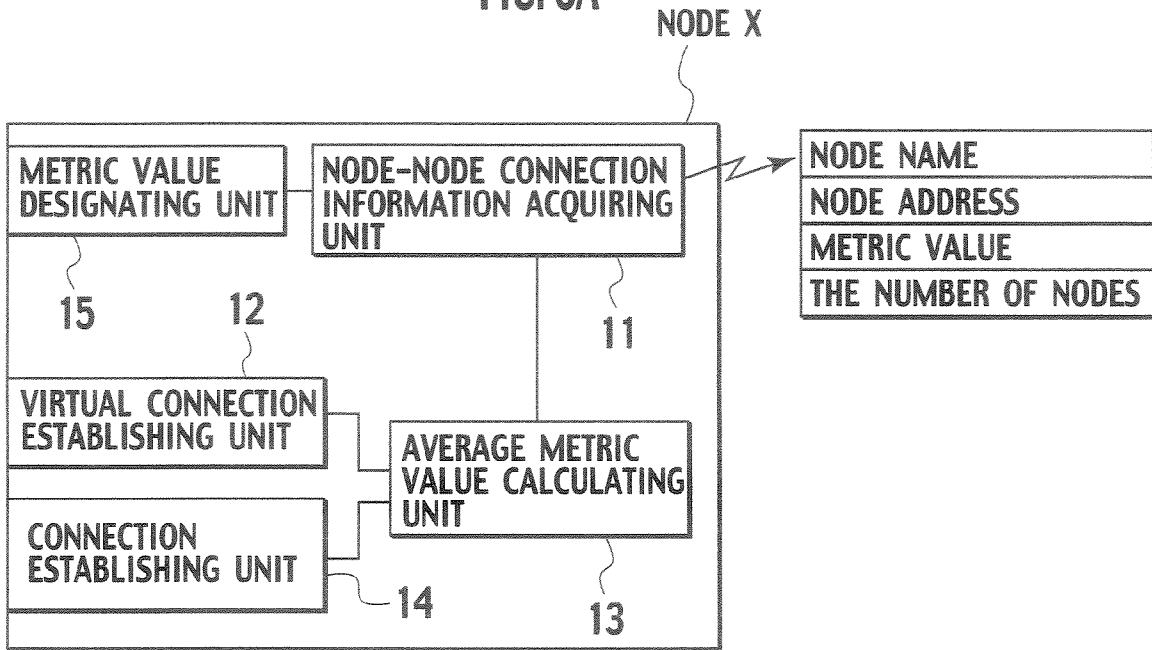 NODE X
METRIC VALUE
DESIGNATING UNIT
15
NODE-NODE CONNECTION
INFORMATION ACQUIRING
UNIT
11
NODE NAME
NODE ADDRESS
METRIC VALUE
THE NUMBER OF NODES
12
VIRTUAL CONNECTION
ESTABLISHING UNIT
AVERAGE METRIC
VALUE CALCULATING
UNIT
13
CONNECTION
ESTABLISHING UNIT
14